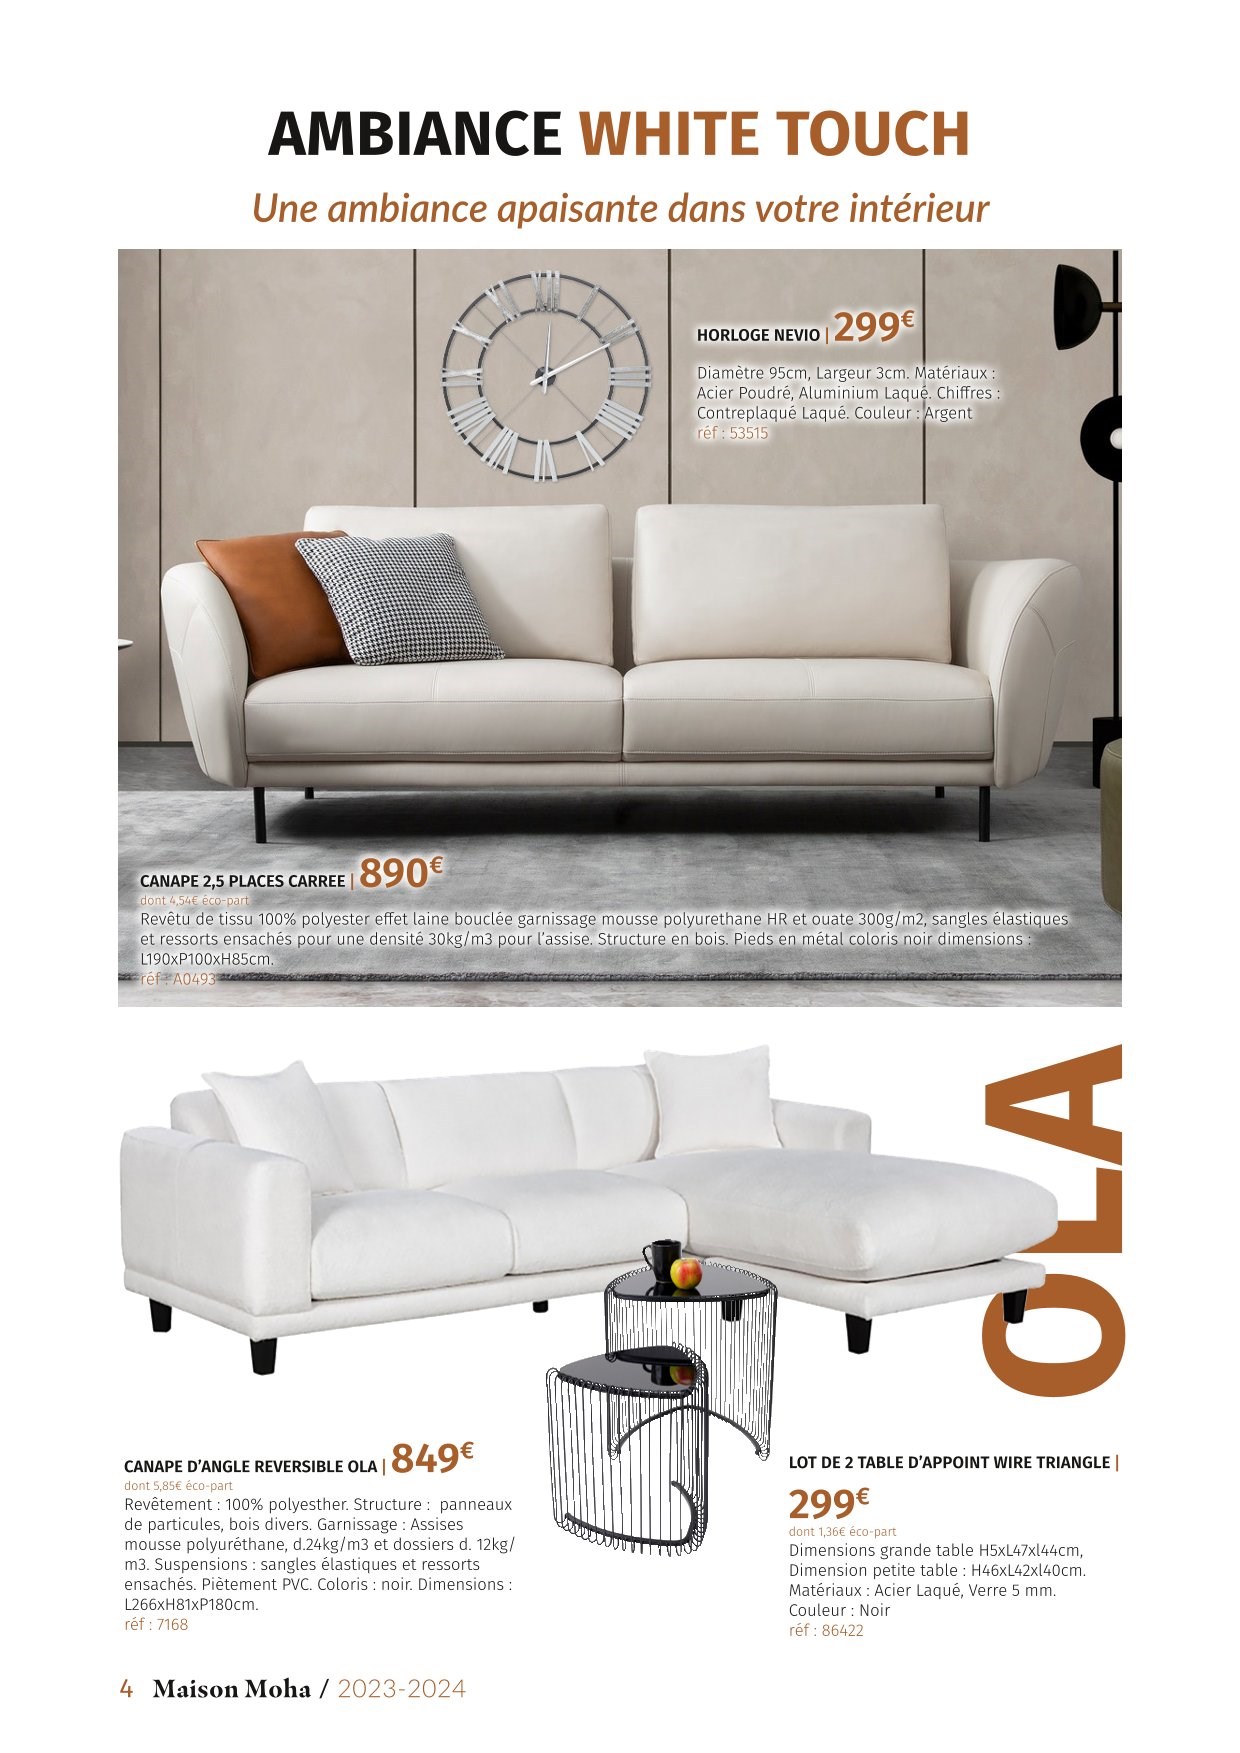 AMBIANCE WHITE TOUCH
Une ambiance apaisante dans votre intérieur
HORLOGE NEVIO | 299€
Diamètre 95cm, Largeur 3cm. Matériaux :
Acier Poudré, Aluminium Laqué. Chiffres :
Contreplaqué Laqué. Couleur : Argent
réf : 53515
CANAPE 2,5 PLACES CARREE | 890€
dont 4,54€ éco-part
Revêtu de tissu 100% polyester effet laine bouclée garnissage mousse polyurethane HR et ouate 300g/m2, sangles élastiques
et ressorts ensachés pour une densité 30kg/m3 pour l’assise. Structure en bois. Pieds en métal coloris noir dimensions :
L190xP100xH85cm.
réf : A0493
OLA
CANAPE D’ANGLE REVERSIBLE OLA | 849€
dont 5,85€ éco-part
Revêtement : 100% polyesther. Structure : panneaux
de particules, bois divers. Garnissage : Assises
mousse polyuréthane, d.24kg/m3 et dossiers d. 12kg/
m3. Suspensions : sangles élastiques et ressorts
ensachés. Piètement PVC. Coloris : noir. Dimensions :
L266xH81xP180cm.
réf : 7168
LOT DE 2 TABLE D’APPOINT WIRE TRIANGLE |
299€
dont 1,36€ éco-part
Dimensions grande table H5xL47xl44cm,
Dimension petite table : H46xL42xl40cm.
Matériaux : Acier Laqué, Verre 5 mm.
Couleur : Noir
réf : 86422
4 Maison Moha / 2023-2024